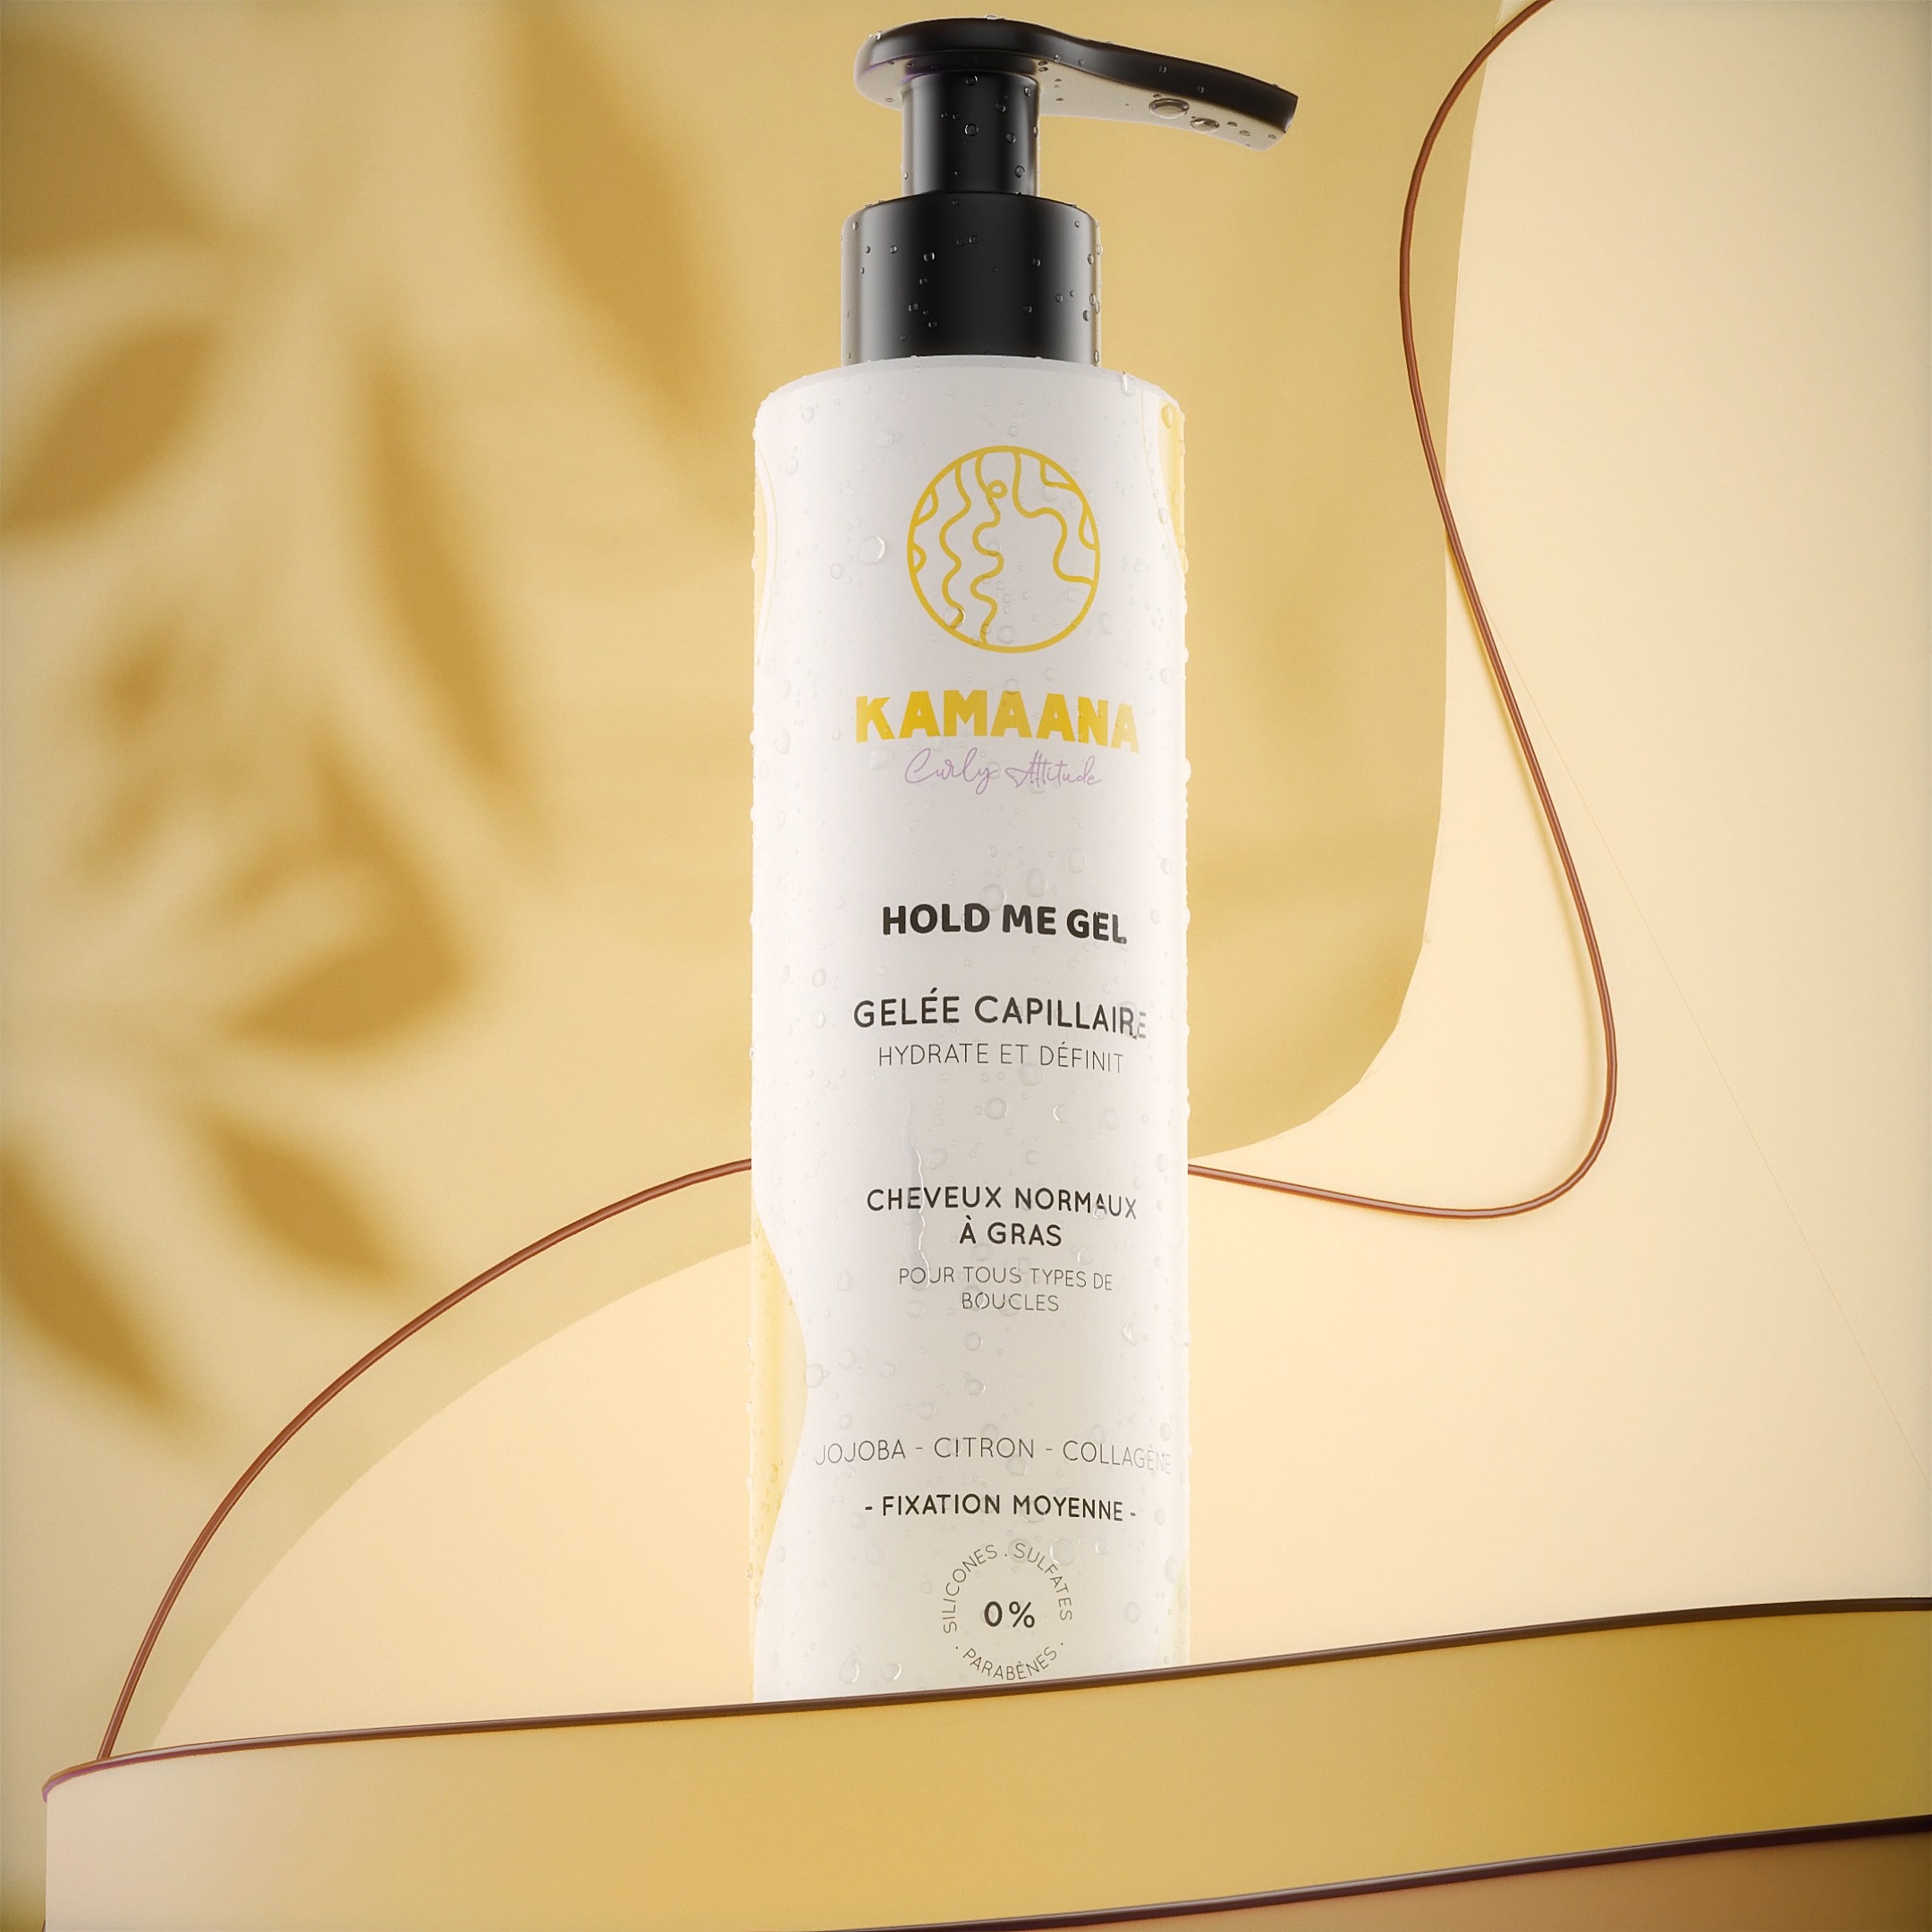 KAMAANA
Curly Attitude
HOLD ME GEL
GELÉE CAPILLAIRE
HYDRATE ET DÉFINIT
CHEVEUX NORMAUX
À GRAS
POUR TOUS TYPES DE
BOUCLES
JOJOBA - CITRON - COLLAGÈNE
- FIXATION MOYENNE -
SILICONES . SULFATES
0%
. PARABÈNES .